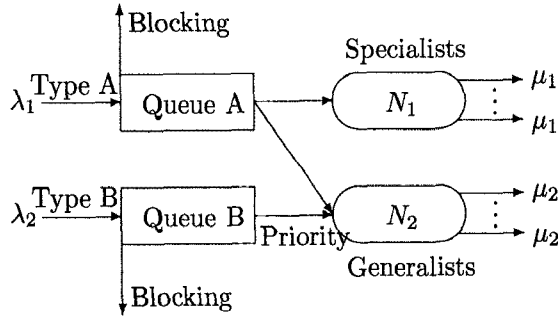 Blocking
Specialists
λ₁ Type A
Queue A
N₁
μ₁
⋮
μ₁
λ₂ Type B
Queue B
Priority
N₂
μ₂
⋮
μ₂
Generalists
Blocking